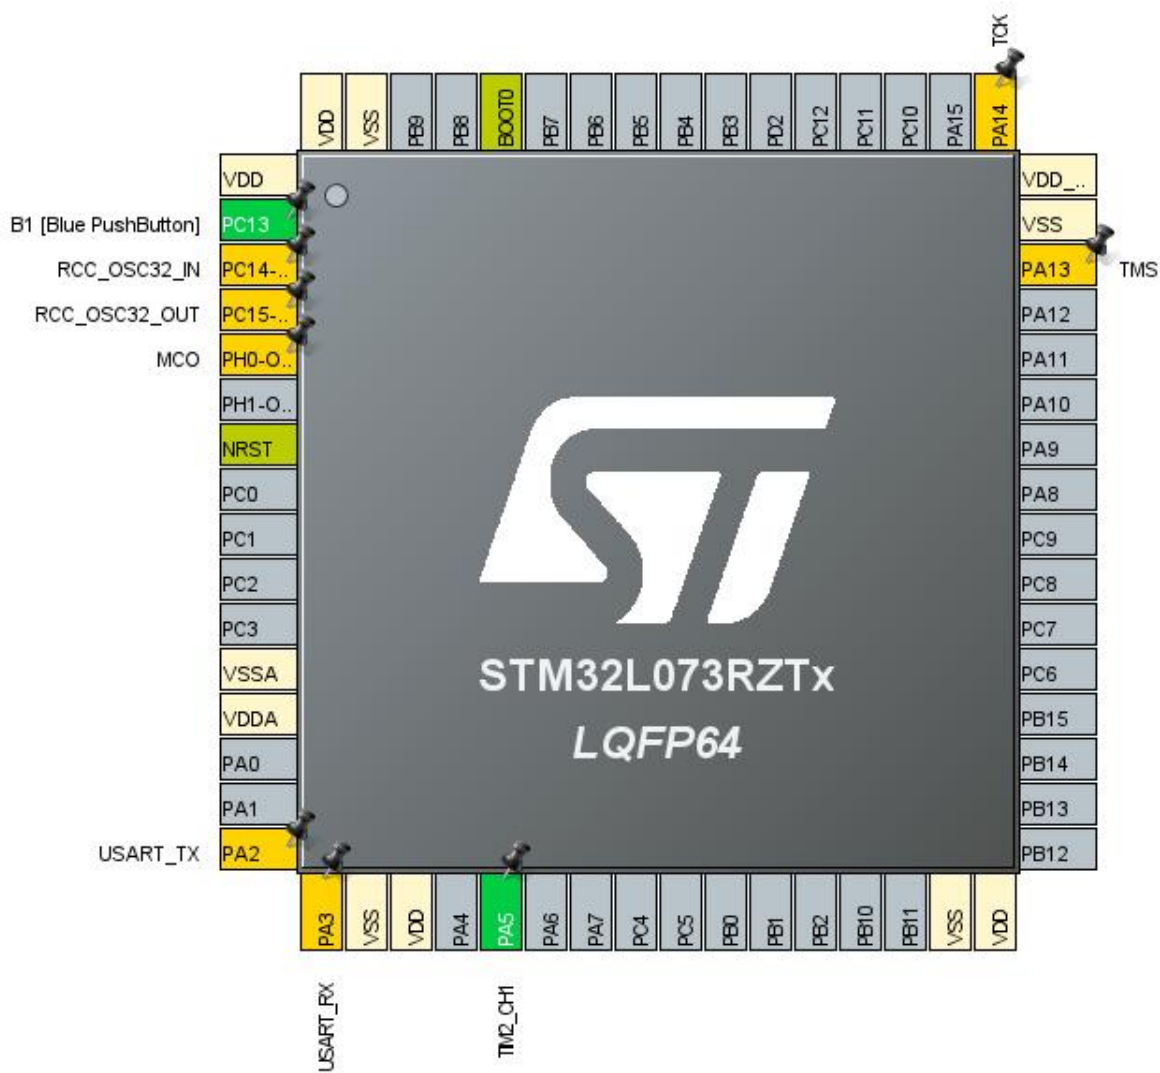 TCK
VDD
VSS
PB9
PB8
BOOT0
PB7
PB6
PB5
PB4
PB3
PD2
PC12
PC11
PC10
PA15
PA14
VDD
B1 [Blue PushButton] PC13
RCC_OSC32_IN PC14-..
RCC_OSC32_OUT PC15-..
MCO PH0-O..
PH1-O..
NRST
PC0
PC1
PC2
PC3
VSSA
VDDA
PA0
PA1
USART_TX PA2
VDD_..
VSS
PA13 TMS
PA12
PA11
PA10
PA9
PA8
PC9
PC8
PC7
PC6
PB15
PB14
PB13
PB12
ST
STM32L073RZTx
LQFP64
PA3
VSS
VDD
PA4
PA5
PA6
PA7
PC4
PC5
PB0
PB1
PB2
PB10
PB11
VSS
VDD
USART_RX
TIM2_CH1